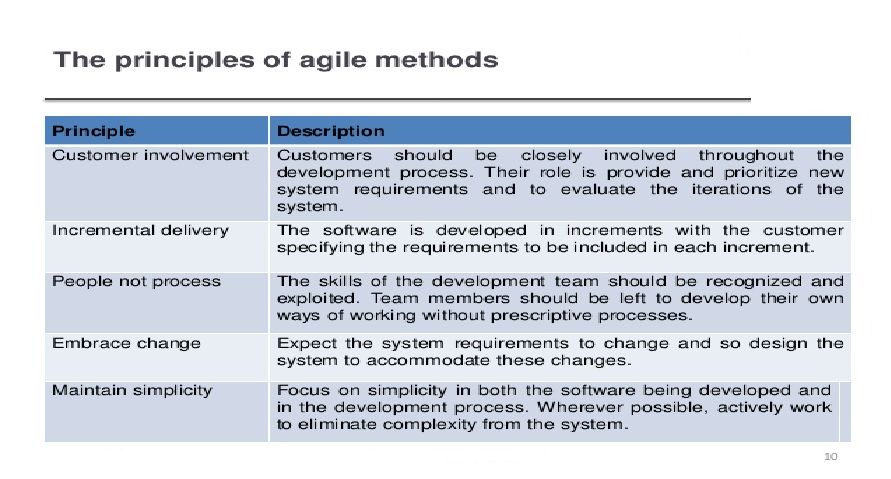 The principles of agile methods
Principle Description
Customer involvement Customers should be closely involved throughout the
development process. Their role is provide and prioritize new
system requirements and to evaluate the iterations of the
system.
Incremental delivery The software is developed in increments with the customer
specifying the requirements to be included in each increment.
People not process The skills of the development team should be recognized and
exploited. Team members should be left to develop their own
ways of working without prescriptive processes.
Embrace change Expect the system requirements to change and so design the
system to accommodate these changes.
Maintain simplicity Focus on simplicity in both the software being developed and
in the development process. Wherever possible, actively work
to eliminate complexity from the system.
10